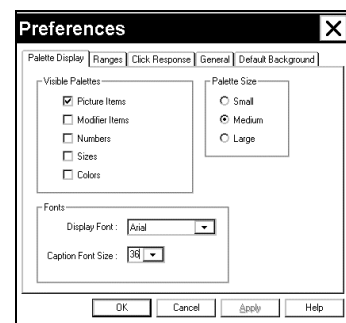 Preferences
Palette Display Ranges Click Response General Default Background
Visible Palettes
Picture Items
Modifier Items
Numbers
Sizes
Colors
Palette Size
Small
Medium
Large
Fonts
Display Font : Arial
Caption Font Size : 36
OK Cancel Apply Help